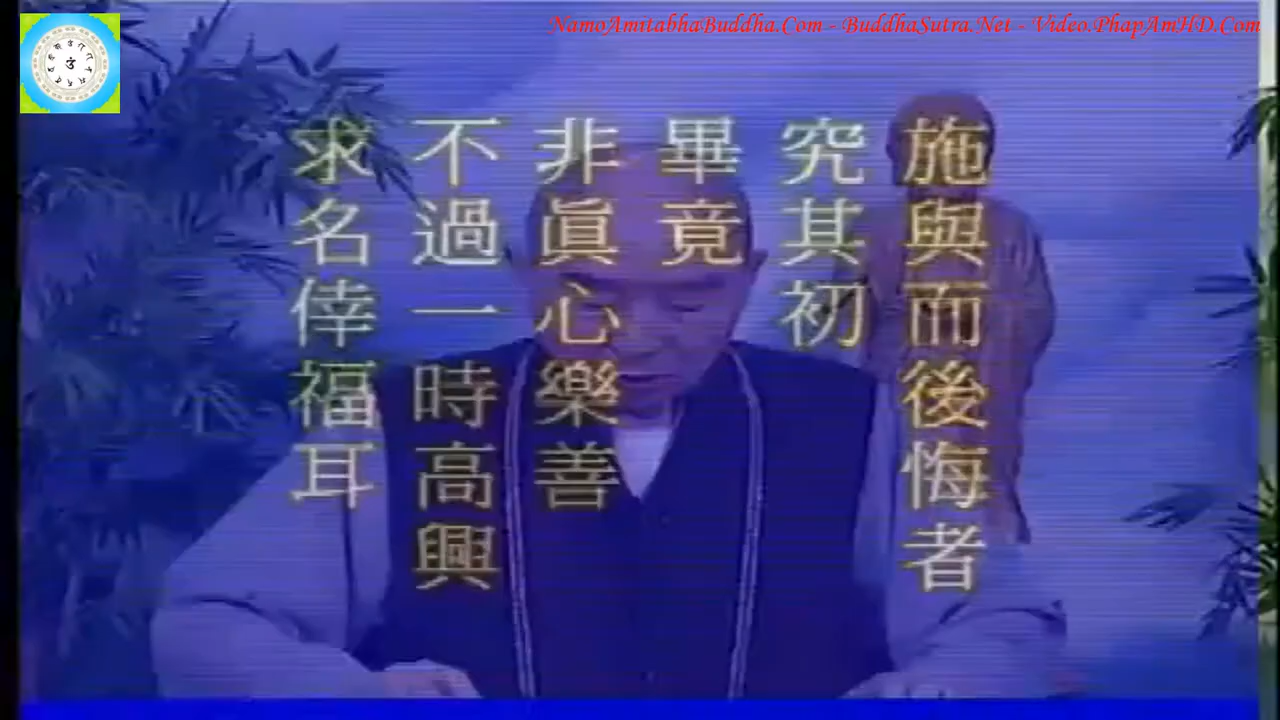 NamoAmitabhaBuddha.Com - BuddhaSutra.Net - Video.PhapAmHD.Com
施與而後悔者
究其初
畢竟
非眞心樂善
不過一時高興
求名倖福耳